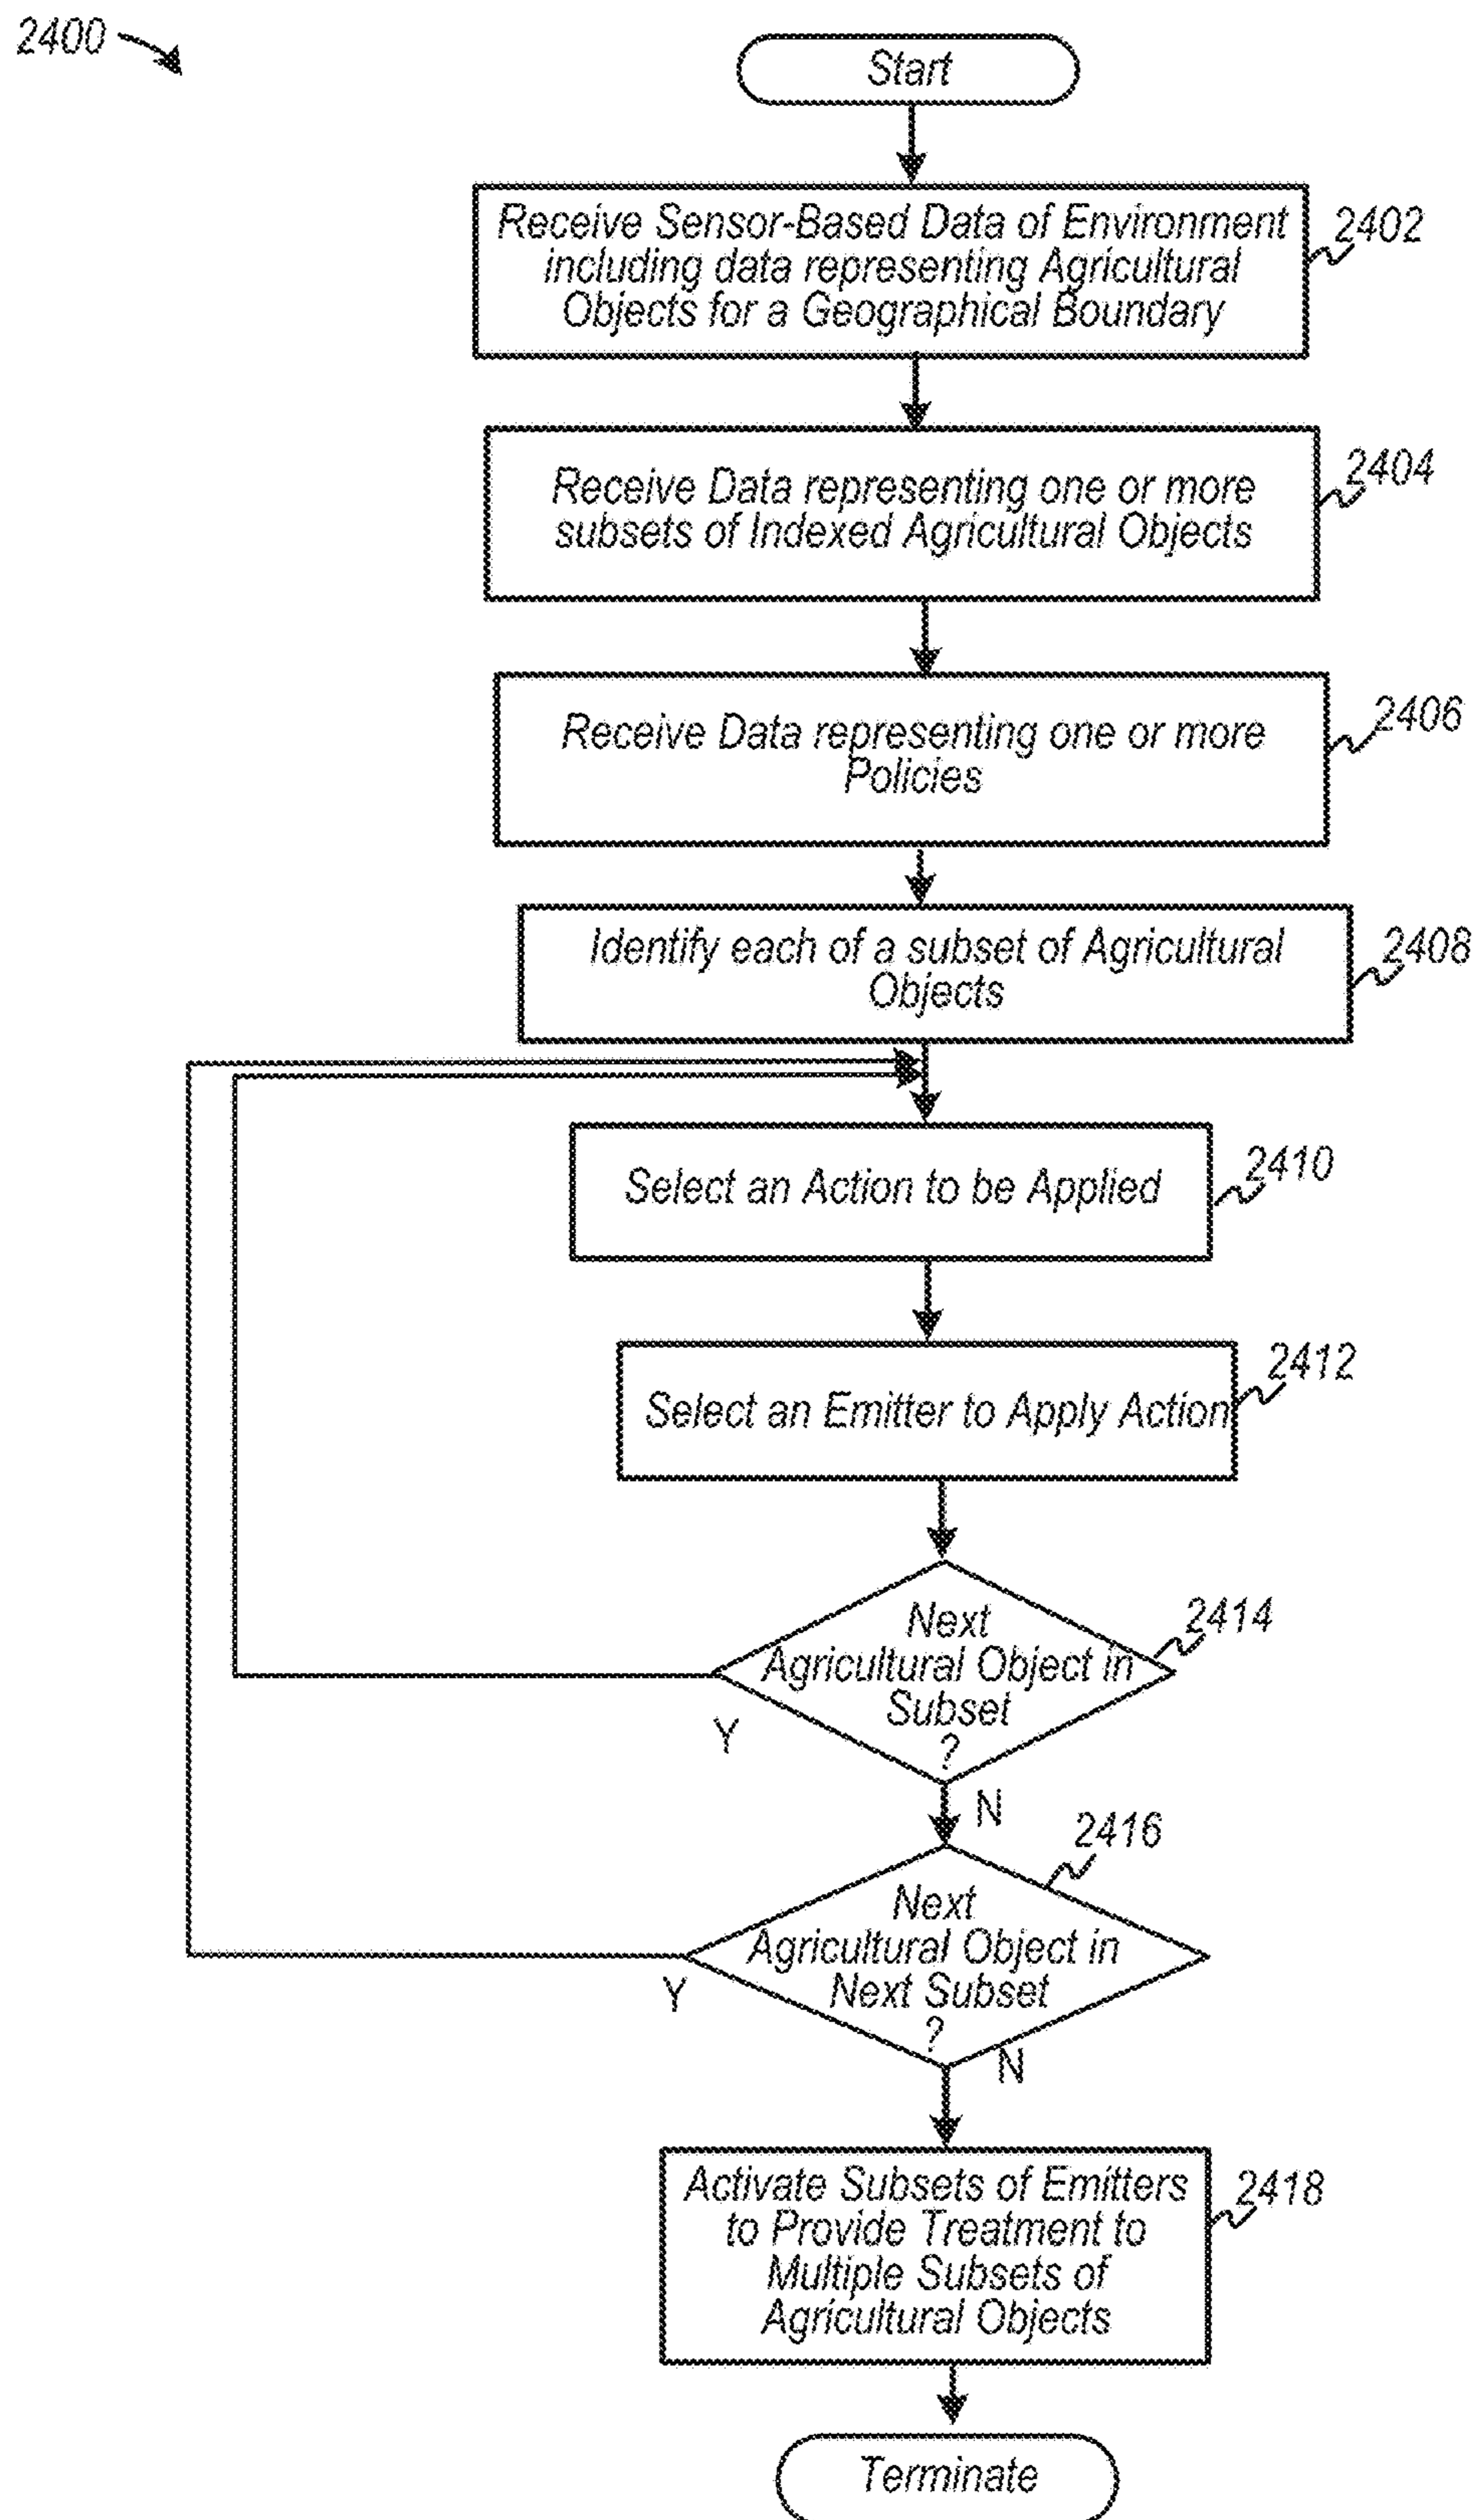 2400
Start
Receive Sensor-Based Data of Environment
including data representing Agricultural
Objects for a Geographical Boundary
2402
Receive Data representing one or more
subsets of Indexed Agricultural Objects
2404
Receive Data representing one or more
Policies
2406
Identify each of a subset of Agricultural
Objects
2408
Select an Action to be Applied
2410
Select an Emitter to Apply Action
2412
Next
Agricultural Object in
Subset
?
2414
Y
N
Next
Agricultural Object in
Next Subset
?
2416
Y
N
Activate Subsets of Emitters
to Provide Treatment to
Multiple Subsets of
Agricultural Objects
2418
Terminate